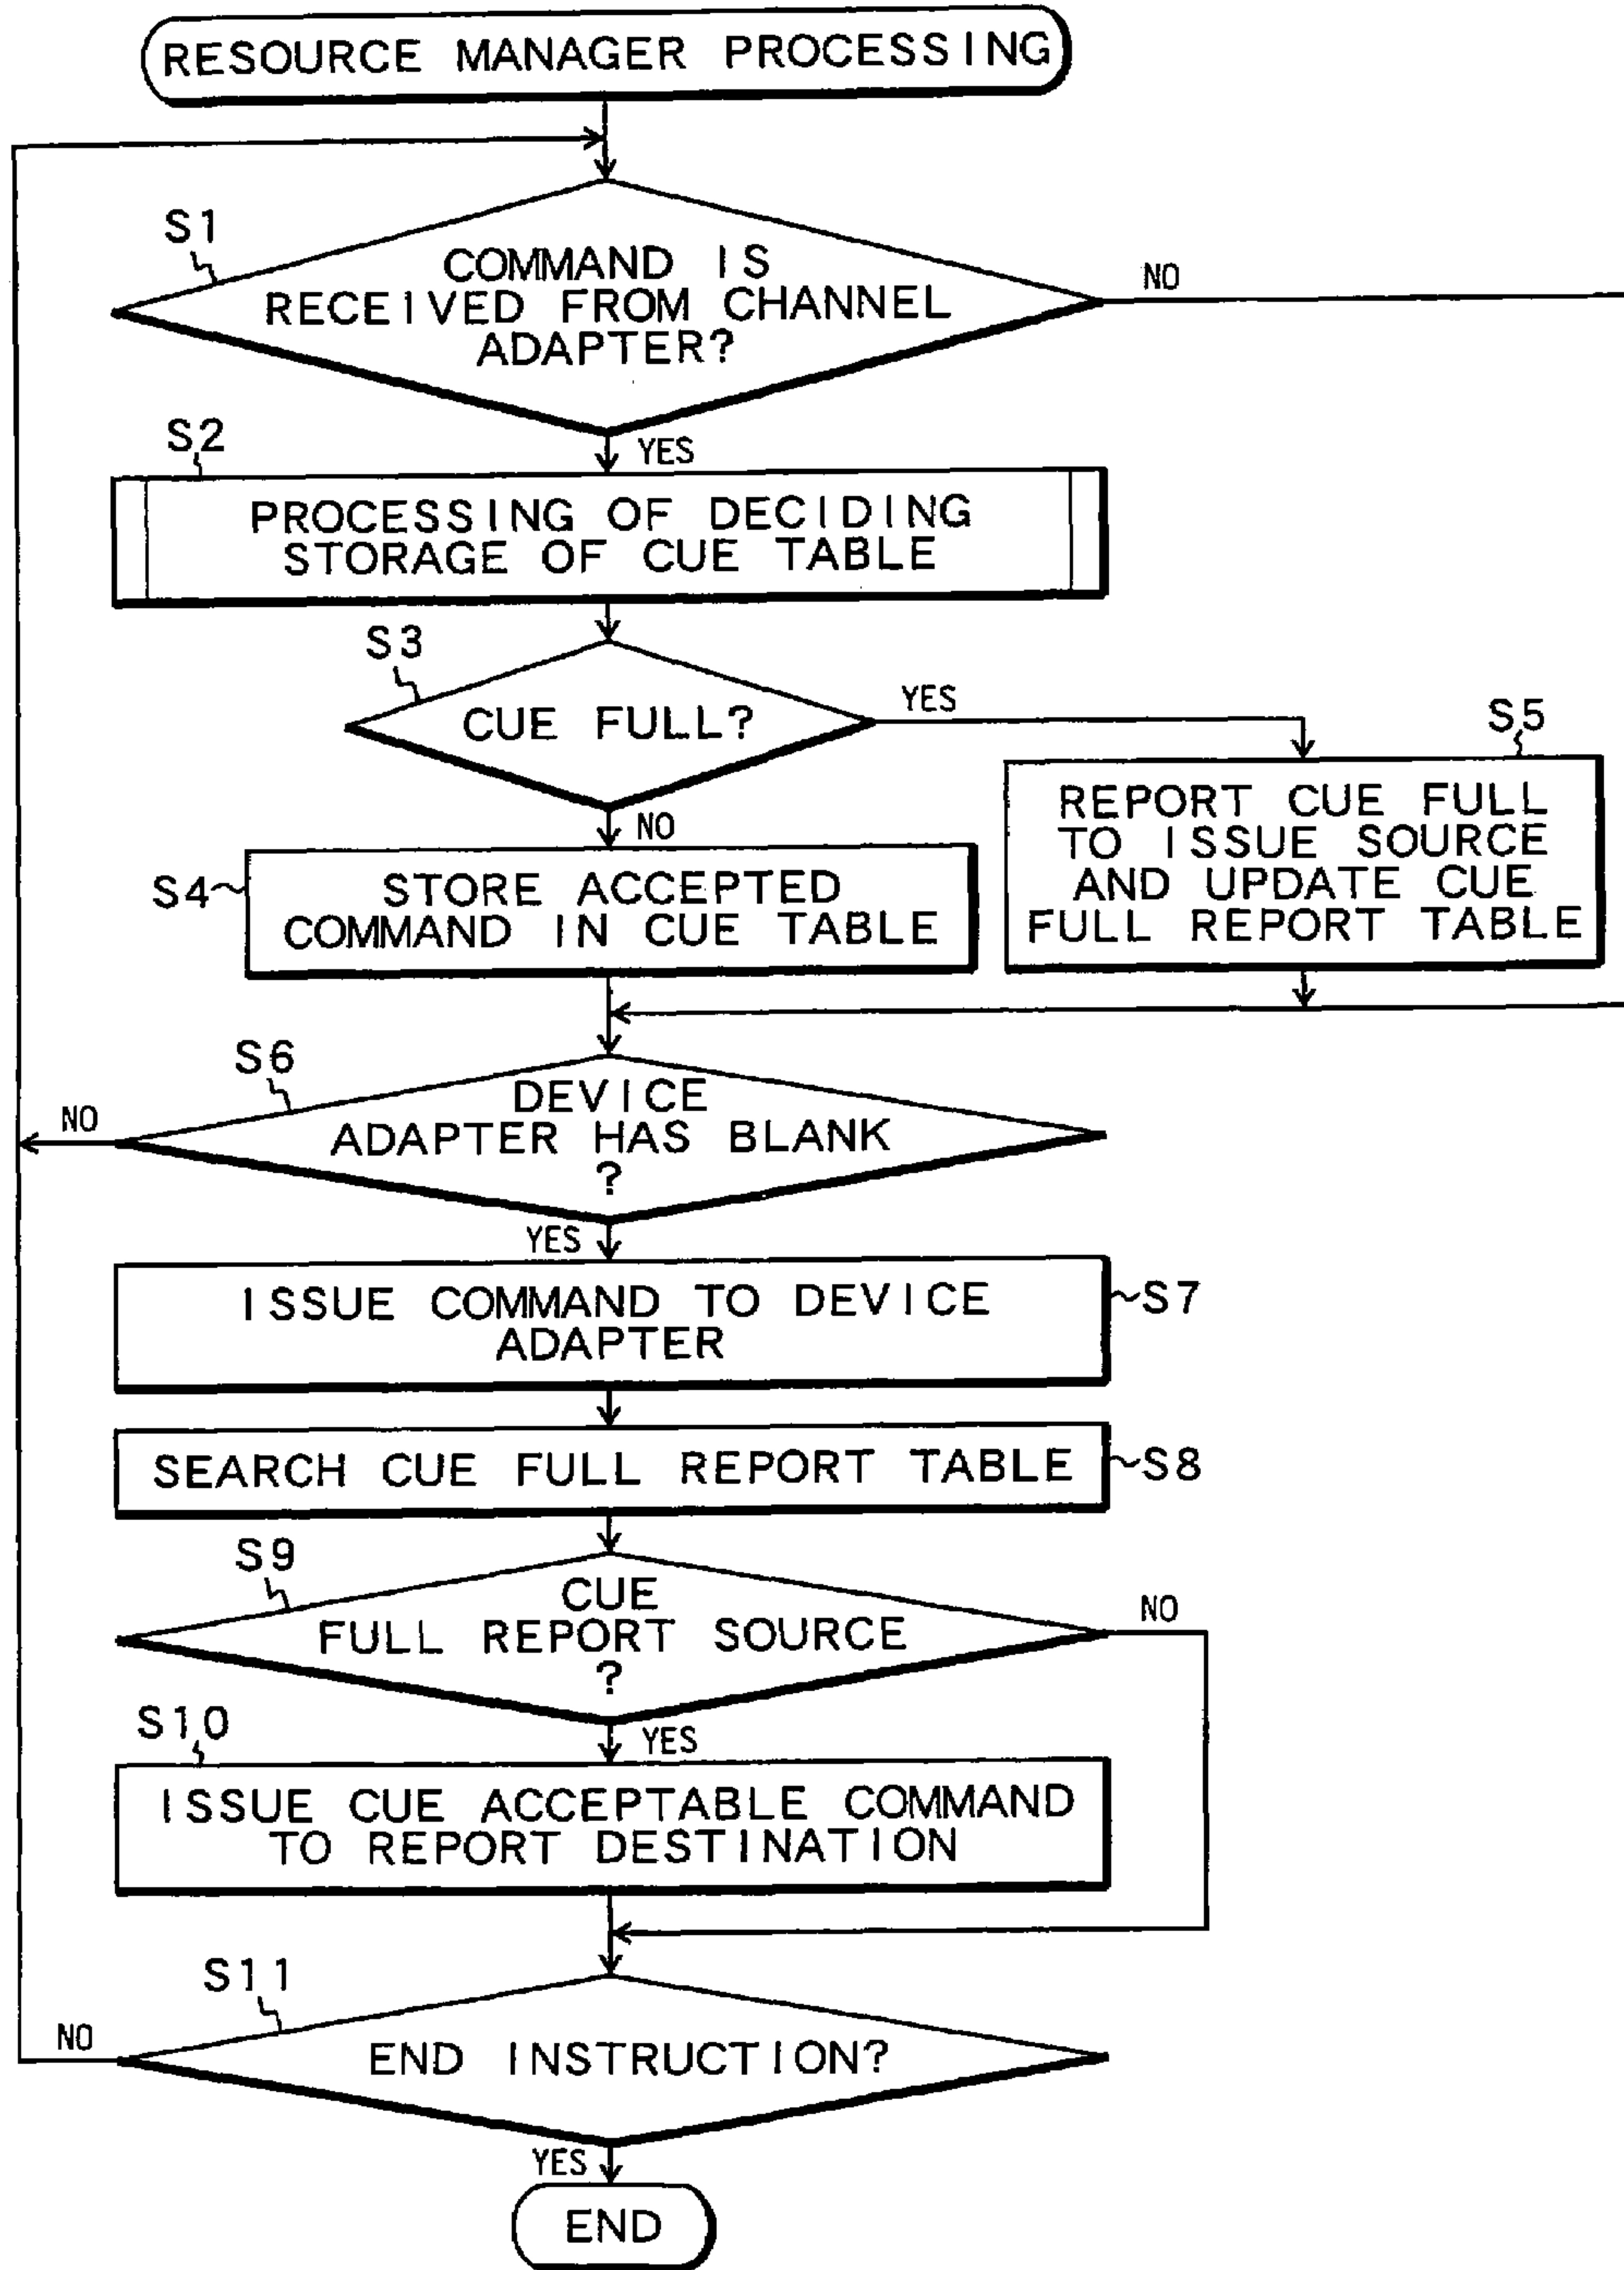 RESOURCE MANAGER PROCESSING
S1
COMMAND IS
RECEIVED FROM CHANNEL
ADAPTER?
NO
YES
S2
PROCESSING OF DECIDING
STORAGE OF CUE TABLE
S3
CUE FULL?
YES
NO
S5
REPORT CUE FULL
TO ISSUE SOURCE
AND UPDATE CUE
FULL REPORT TABLE
S4
STORE ACCEPTED
COMMAND IN CUE TABLE
S6
DEVICE
ADAPTER HAS BLANK
?
NO
YES
ISSUE COMMAND TO DEVICE
ADAPTER
S7
SEARCH CUE FULL REPORT TABLE
S8
S9
CUE
FULL REPORT SOURCE
?
NO
YES
S10
ISSUE CUE ACCEPTABLE COMMAND
TO REPORT DESTINATION
S11
END INSTRUCTION?
NO
YES
END